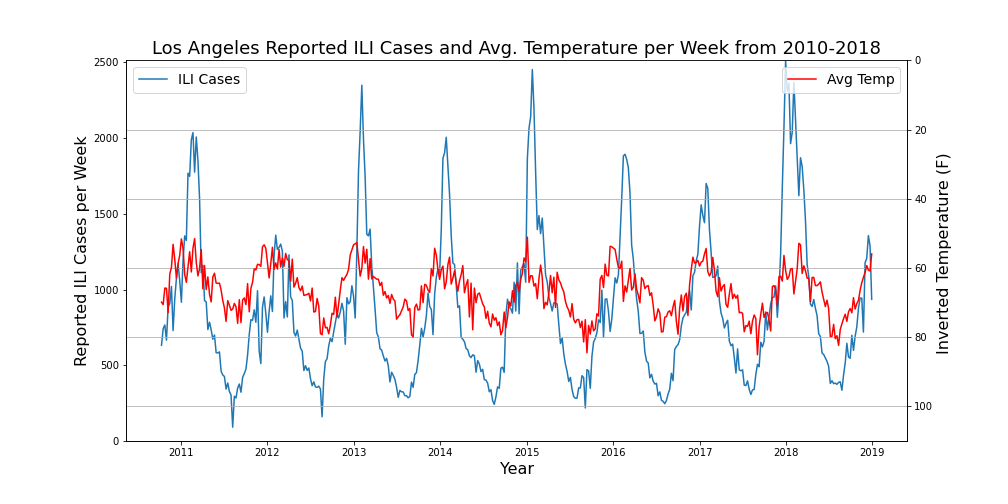 Los Angeles Reported ILI Cases and Avg. Temperature per Week from 2010-2018
ILI Cases
Avg Temp
Reported ILI Cases per Week
2500
2000
1500
1000
500
0
Inverted Temperature (F)
0
20
40
60
80
100
2011 2012 2013 2014 2015 2016 2017 2018 2019
Year